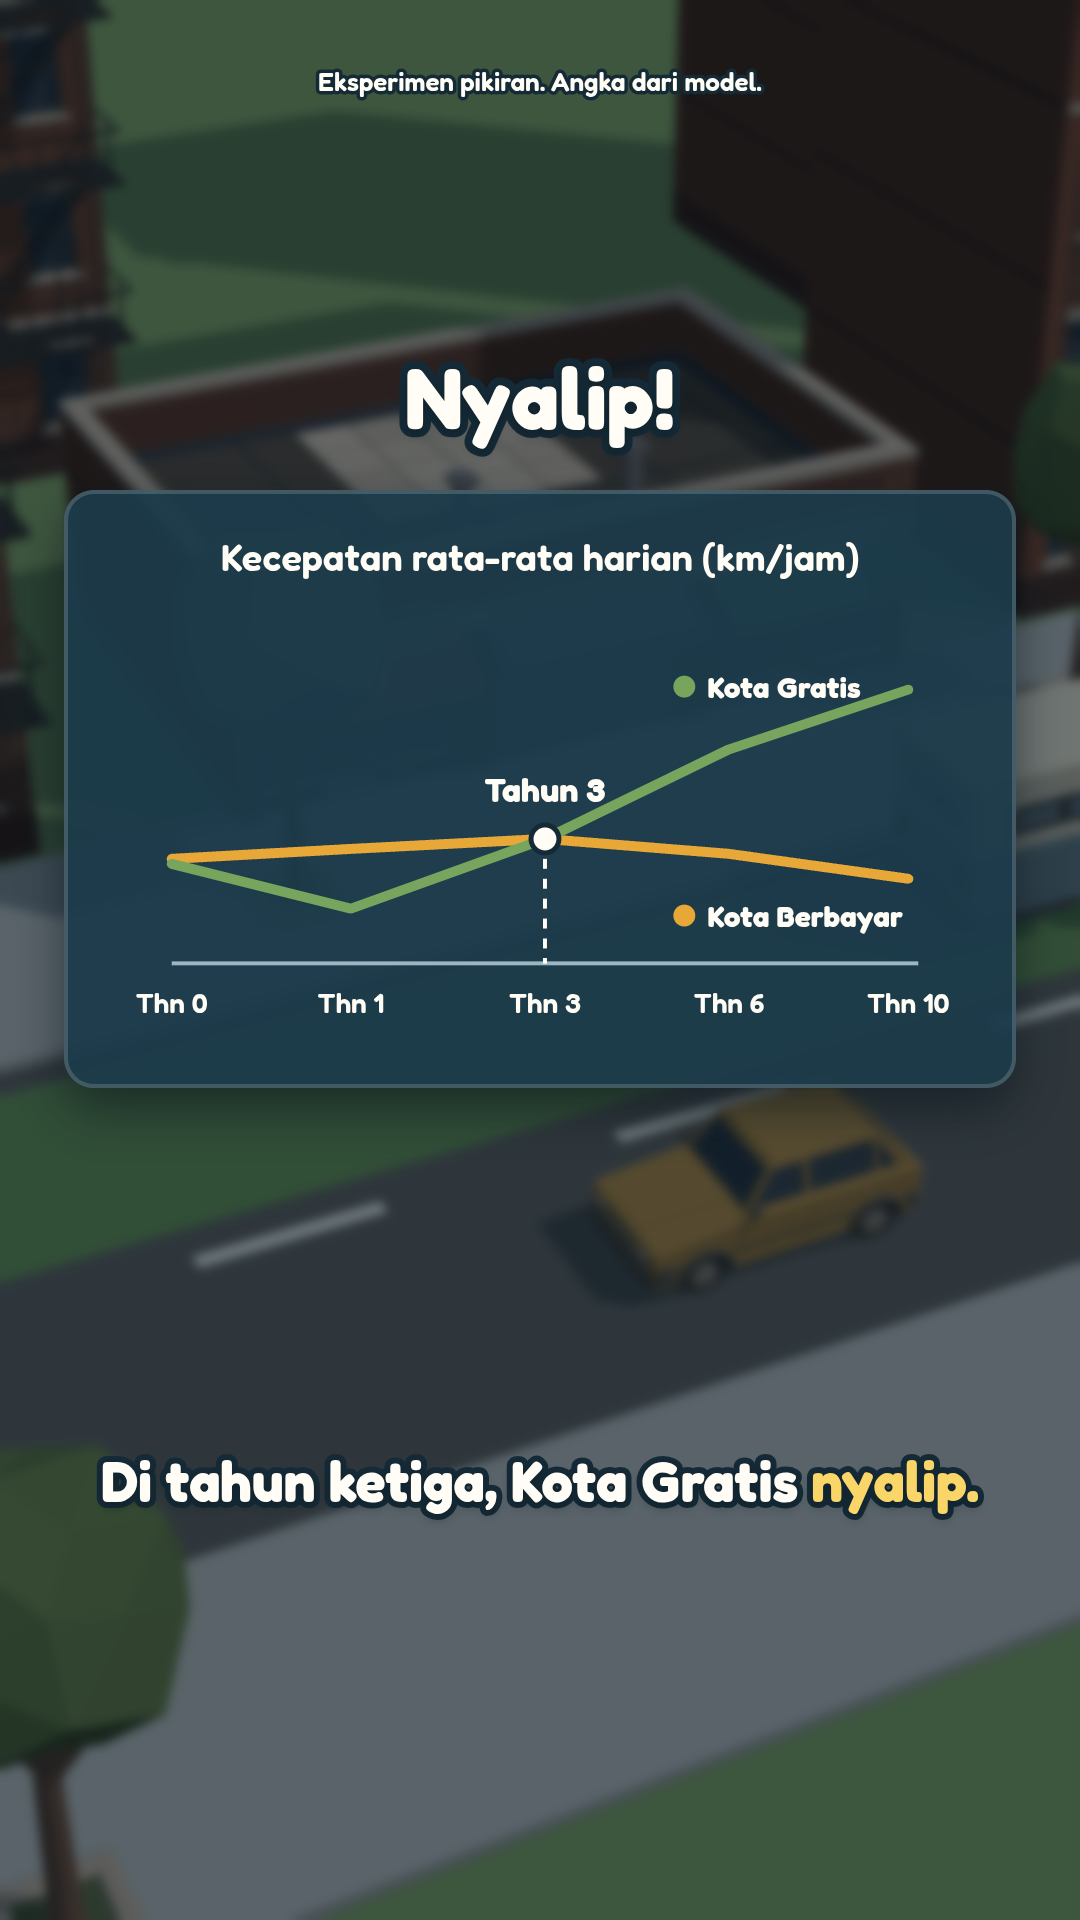 Eksperimen pikiran. Angka dari model.
Nyalip!
Kecepatan rata-rata harian (km/jam)
Kota Gratis
Tahun 3
Kota Berbayar
Thn 0 Thn 1 Thn 3 Thn 6 Thn 10
Di tahun ketiga, Kota Gratis nyalip.